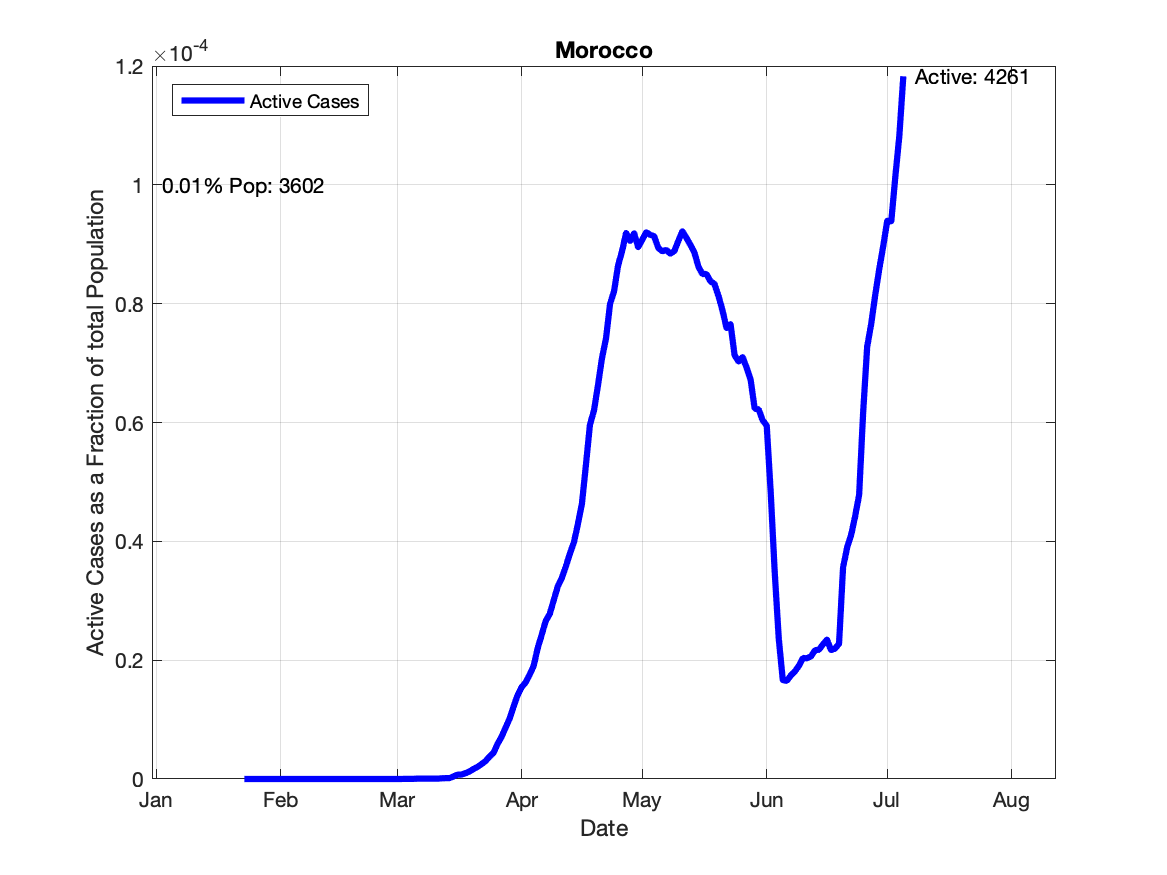 Morocco
×10-4
1.2
1
0.8
0.6
0.4
0.2
0
Active Cases
Active: 4261
0.01% Pop: 3602
Active Cases as a Fraction of total Population
Jan Feb Mar Apr May Jun Jul Aug
Date